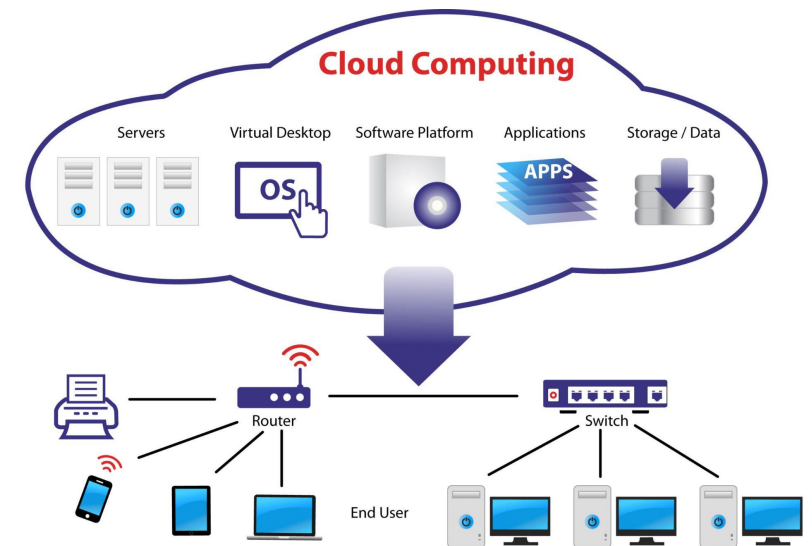 Cloud Computing
Servers
Virtual Desktop
Software Platform
Applications
Storage / Data
OS
APPS
Router
Switch
End User